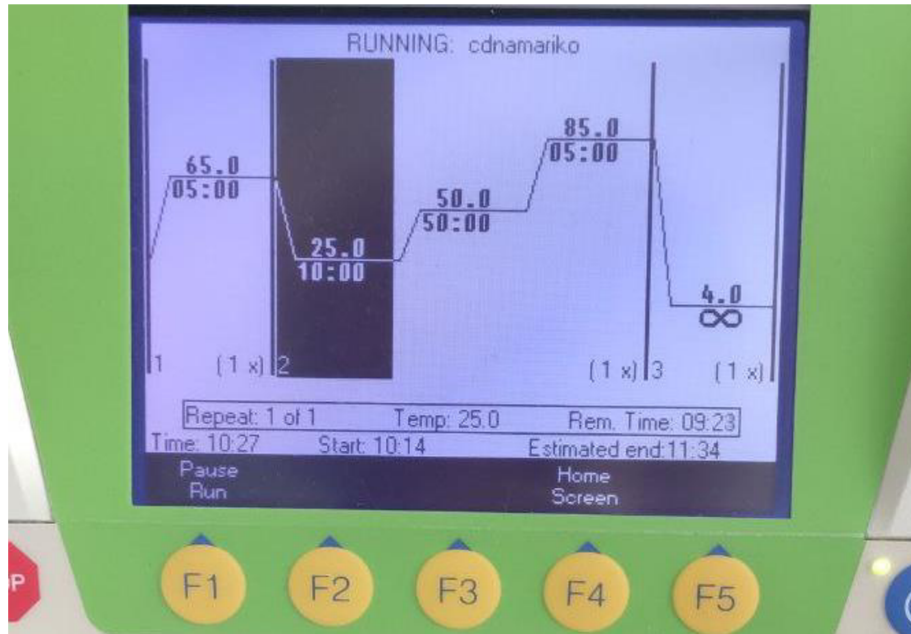 RUNNING: cdnamariko
85.0
05:00
65.0
05:00
50.0
50:00
25.0
10:00
4.0
∞
1 (1 x) 2 (1 x) 3 (1 x)
Repeat: 1 of 1 Temp: 25.0 Rem. Time: 09:23
Time: 10:27 Start: 10:14 Estimated end:11:34
Pause Home
Run Screen
F1 F2 F3 F4 F5